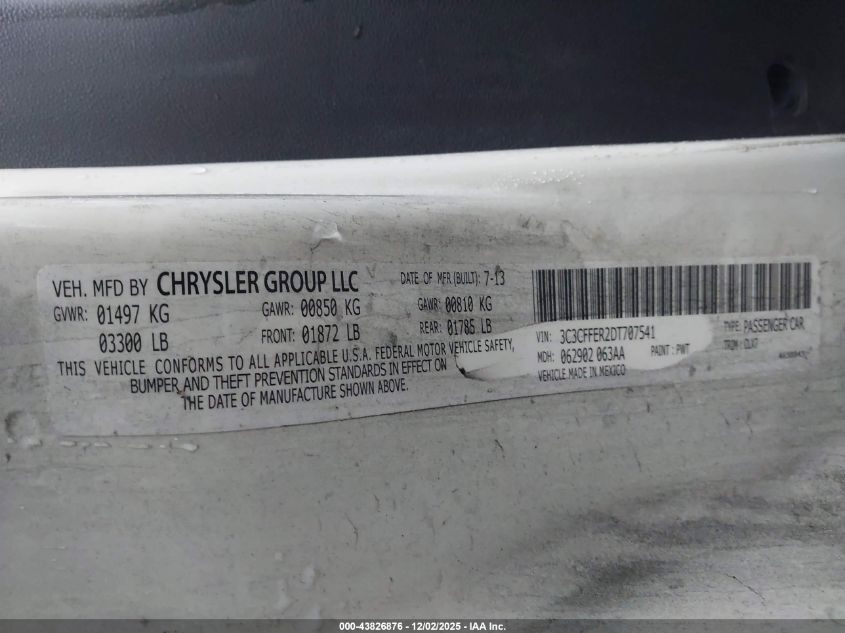 VEH. MFD BY CHRYSLER GROUP LLC DATE OF MFR (BUILT): 7-13
GVWR: 01497 KG GAWR: 00850 KG GAWR: 00810 KG
03300 LB FRONT: 01872 LB REAR: 01785 LB
THIS VEHICLE CONFORMS TO ALL APPLICABLE U.S.A. FEDERAL MOTOR VEHICLE SAFETY,
BUMPER AND THEFT PREVENTION STANDARDS IN EFFECT ON
THE DATE OF MANUFACTURE SHOWN ABOVE.
VIN: 3C3CFFER2DT707541 TYPE: PASSENGER CAR
MDH: 062902 063AA PAINT: PWT TRIM:
VEHICLE MADE IN MEXICO
000-43826876 - 12/02/2025 - IAA Inc.